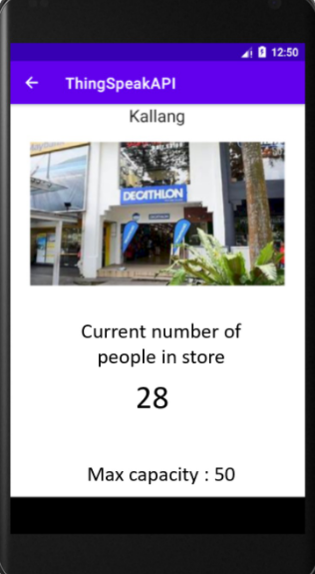 12:50
ThingSpeakAPI
Kallang
DECATHLON
Current number of
people in store
28
Max capacity : 50